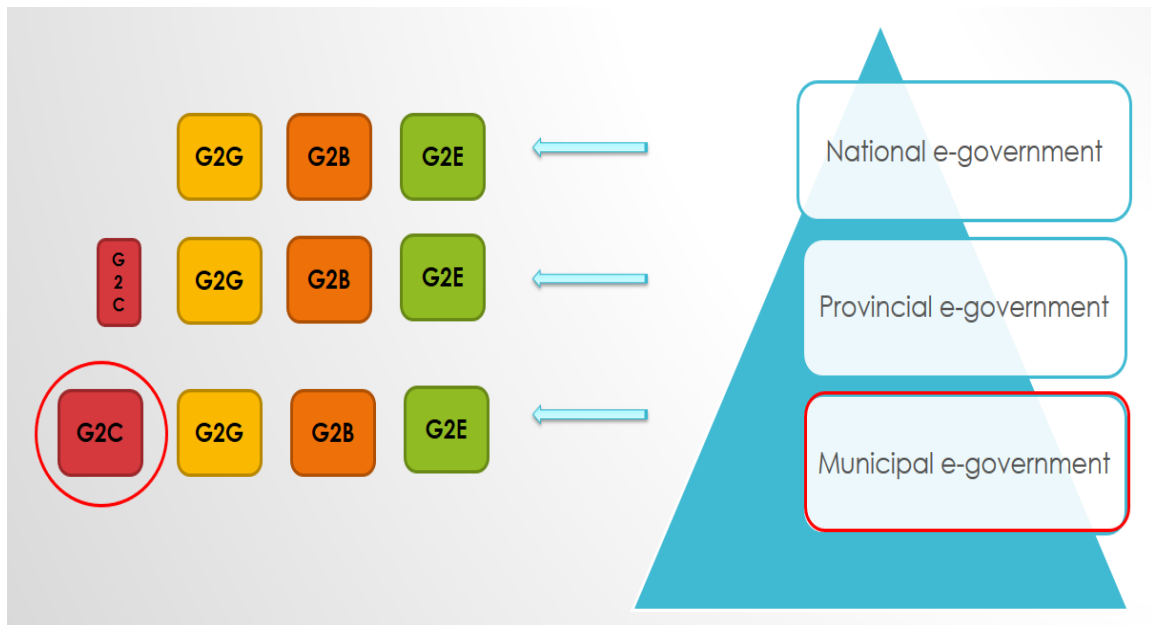 G2G G2B G2E National e-government
G
2
C
G2G G2B G2E Provincial e-government
G2C G2G G2B G2E Municipal e-government